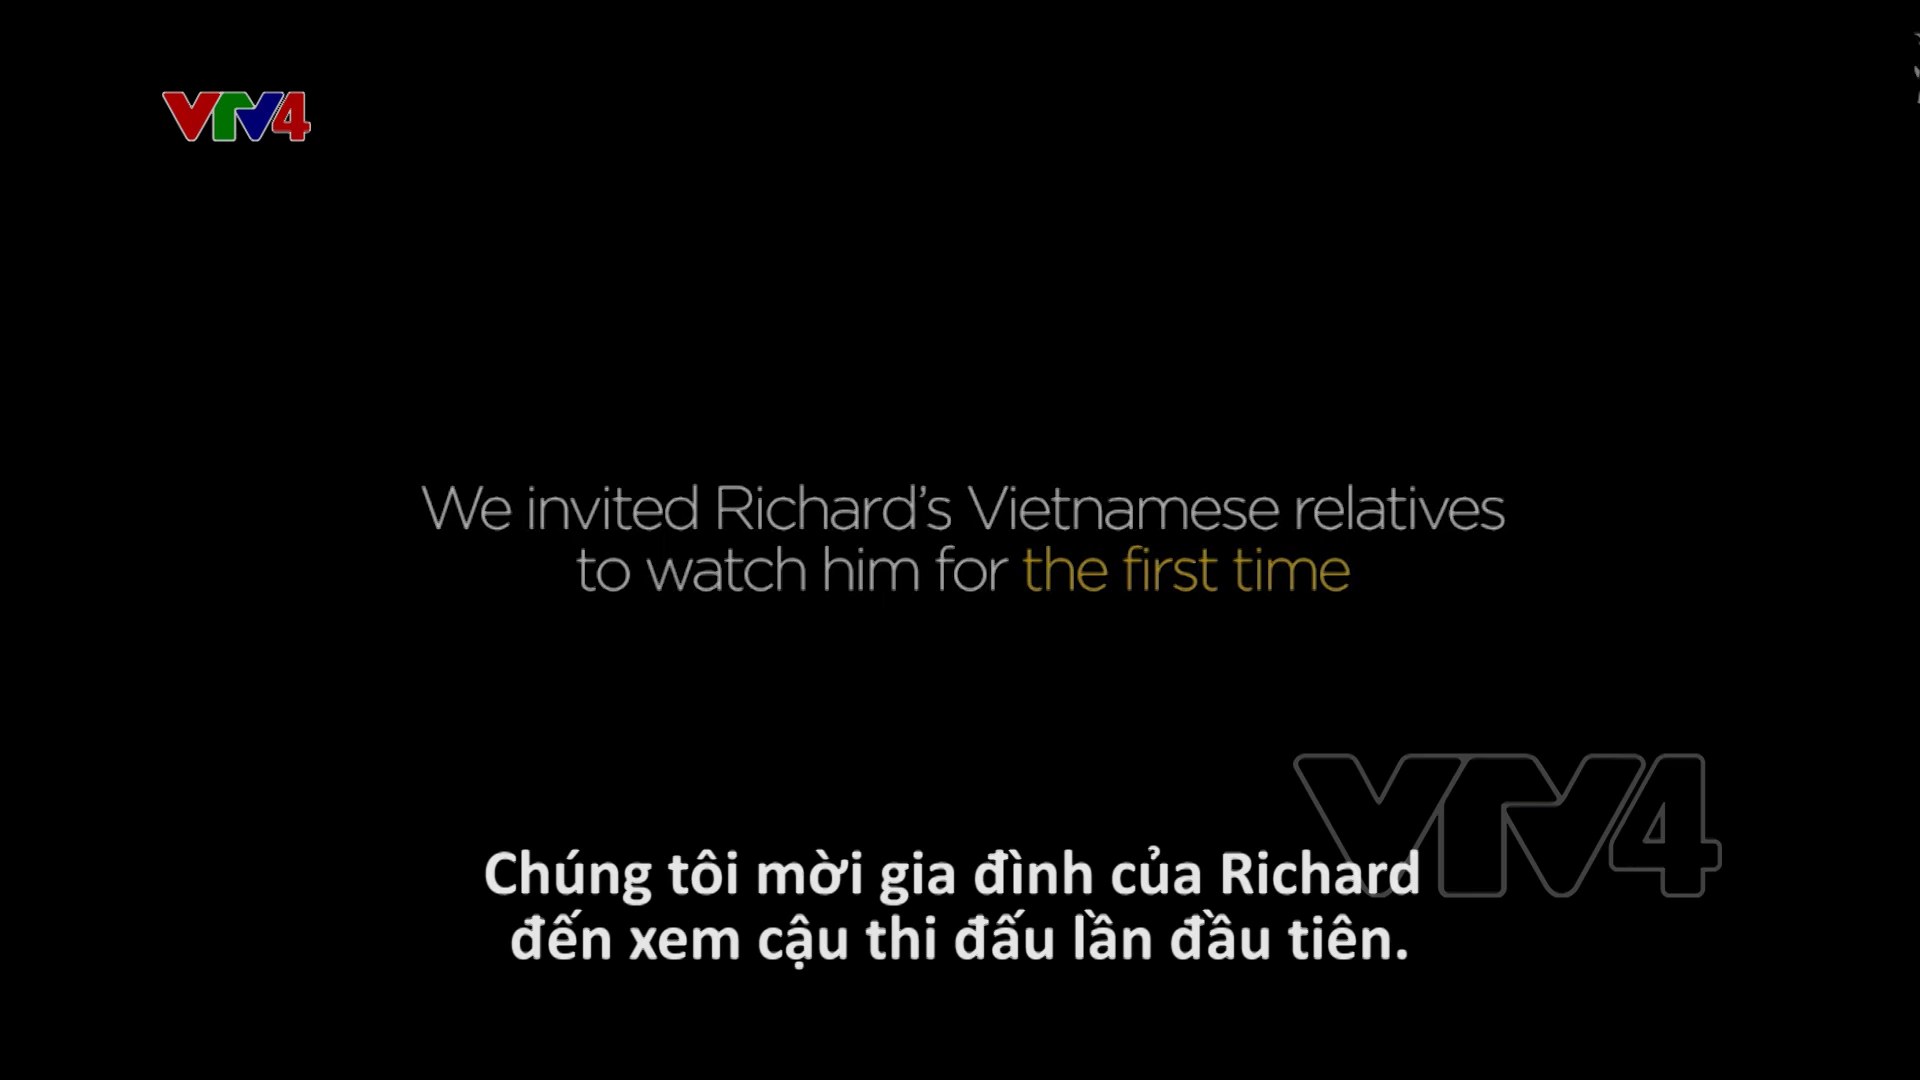 VTV4
We invited Richard's Vietnamese relatives
to watch him for the first time
VTV4
Chúng tôi mời gia đình của Richard
đến xem cậu thi đấu lần đầu tiên.